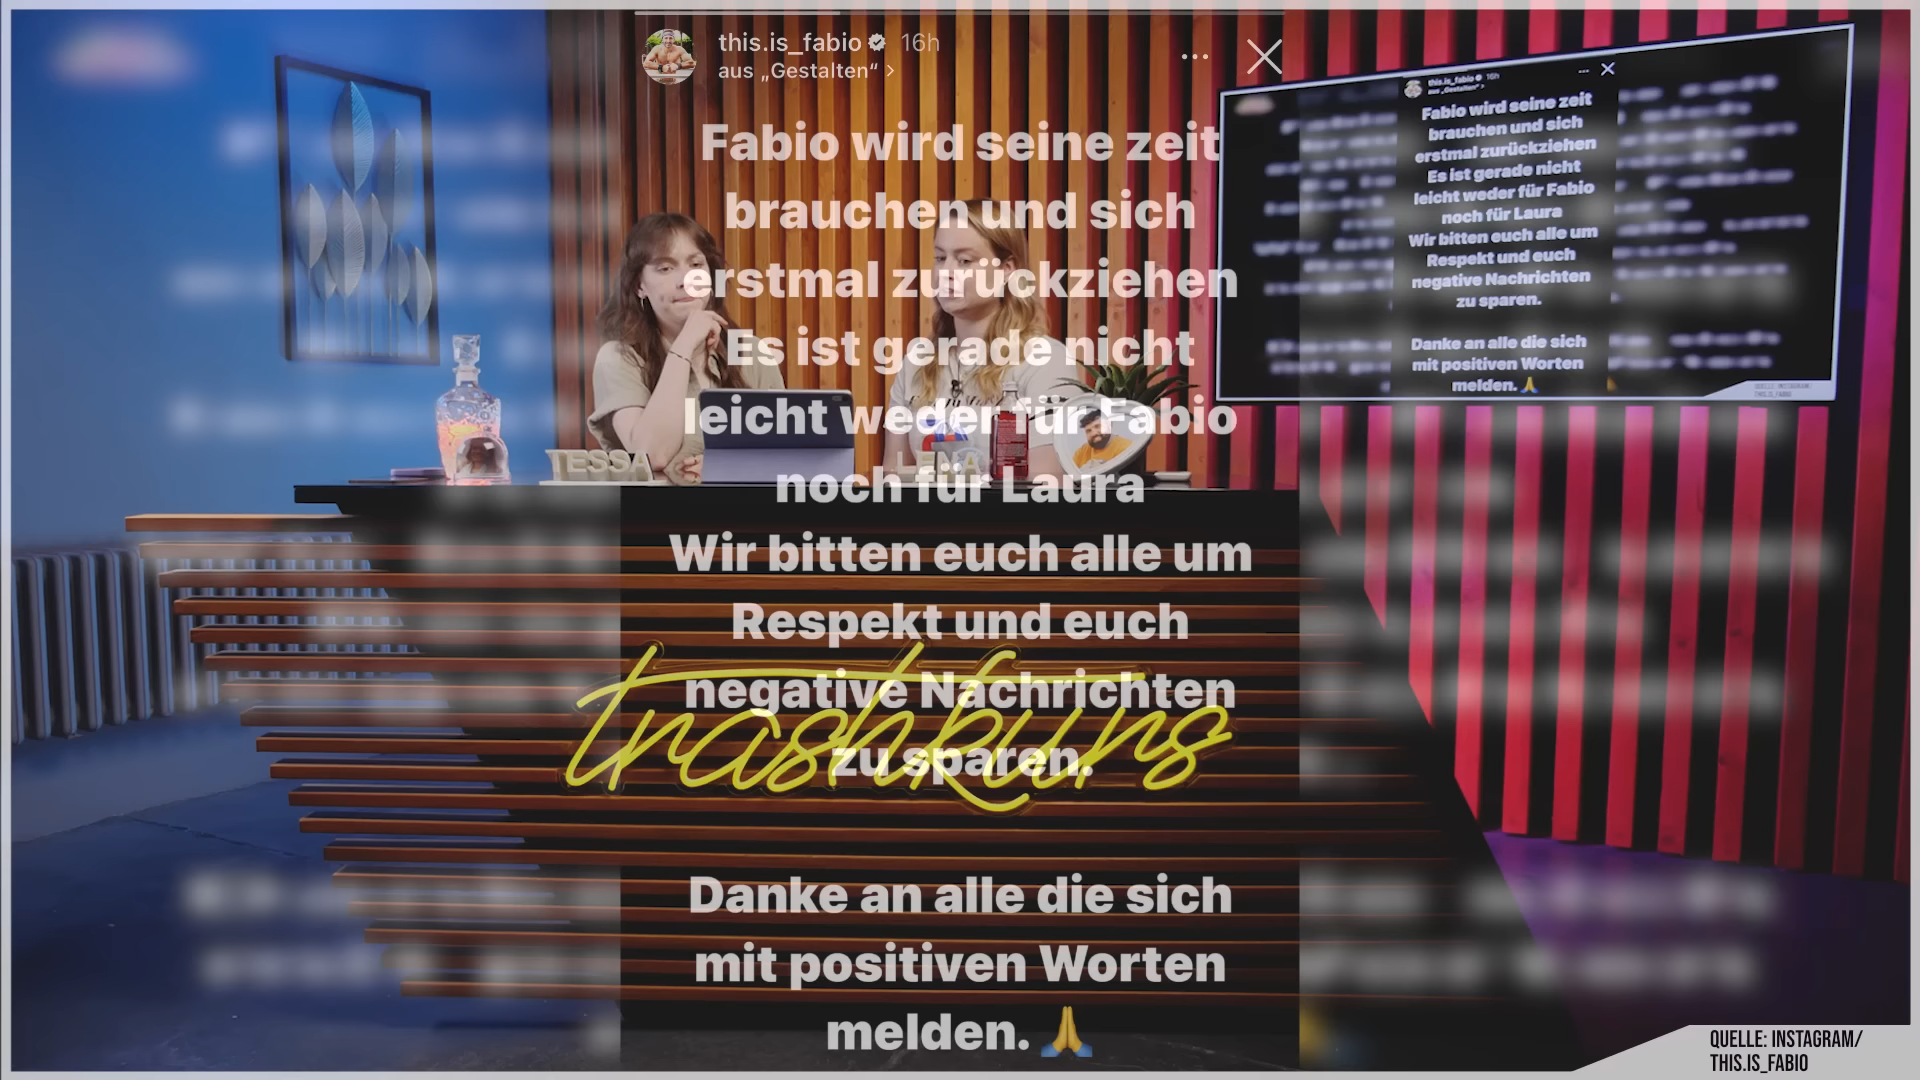 this.is_fabio 16h
aus „Gestalten“ >
Fabio wird seine zeit
brauchen und sich
erstmal zurückziehen
Es ist gerade nicht
leicht weder für Fabio
noch für Laura
Wir bitten euch alle um
Respekt und euch
negative Nachrichten
zu sparen.
Danke an alle die sich
mit positiven Worten
melden. 🙏
this.is_fabio 16h
aus „Gestalten“ >
Fabio wird seine zeit
brauchen und sich
erstmal zurückziehen
Es ist gerade nicht
leicht weder für Fabio
noch für Laura
Wir bitten euch alle um
Respekt und euch
negative Nachrichten
zu sparen.
Danke an alle die sich
mit positiven Worten
melden. 🙏
QUELLE: INSTAGRAM/
THIS.IS_FABIO
TESSA
LENA
trashkurs
QUELLE: INSTAGRAM/
THIS.IS_FABIO